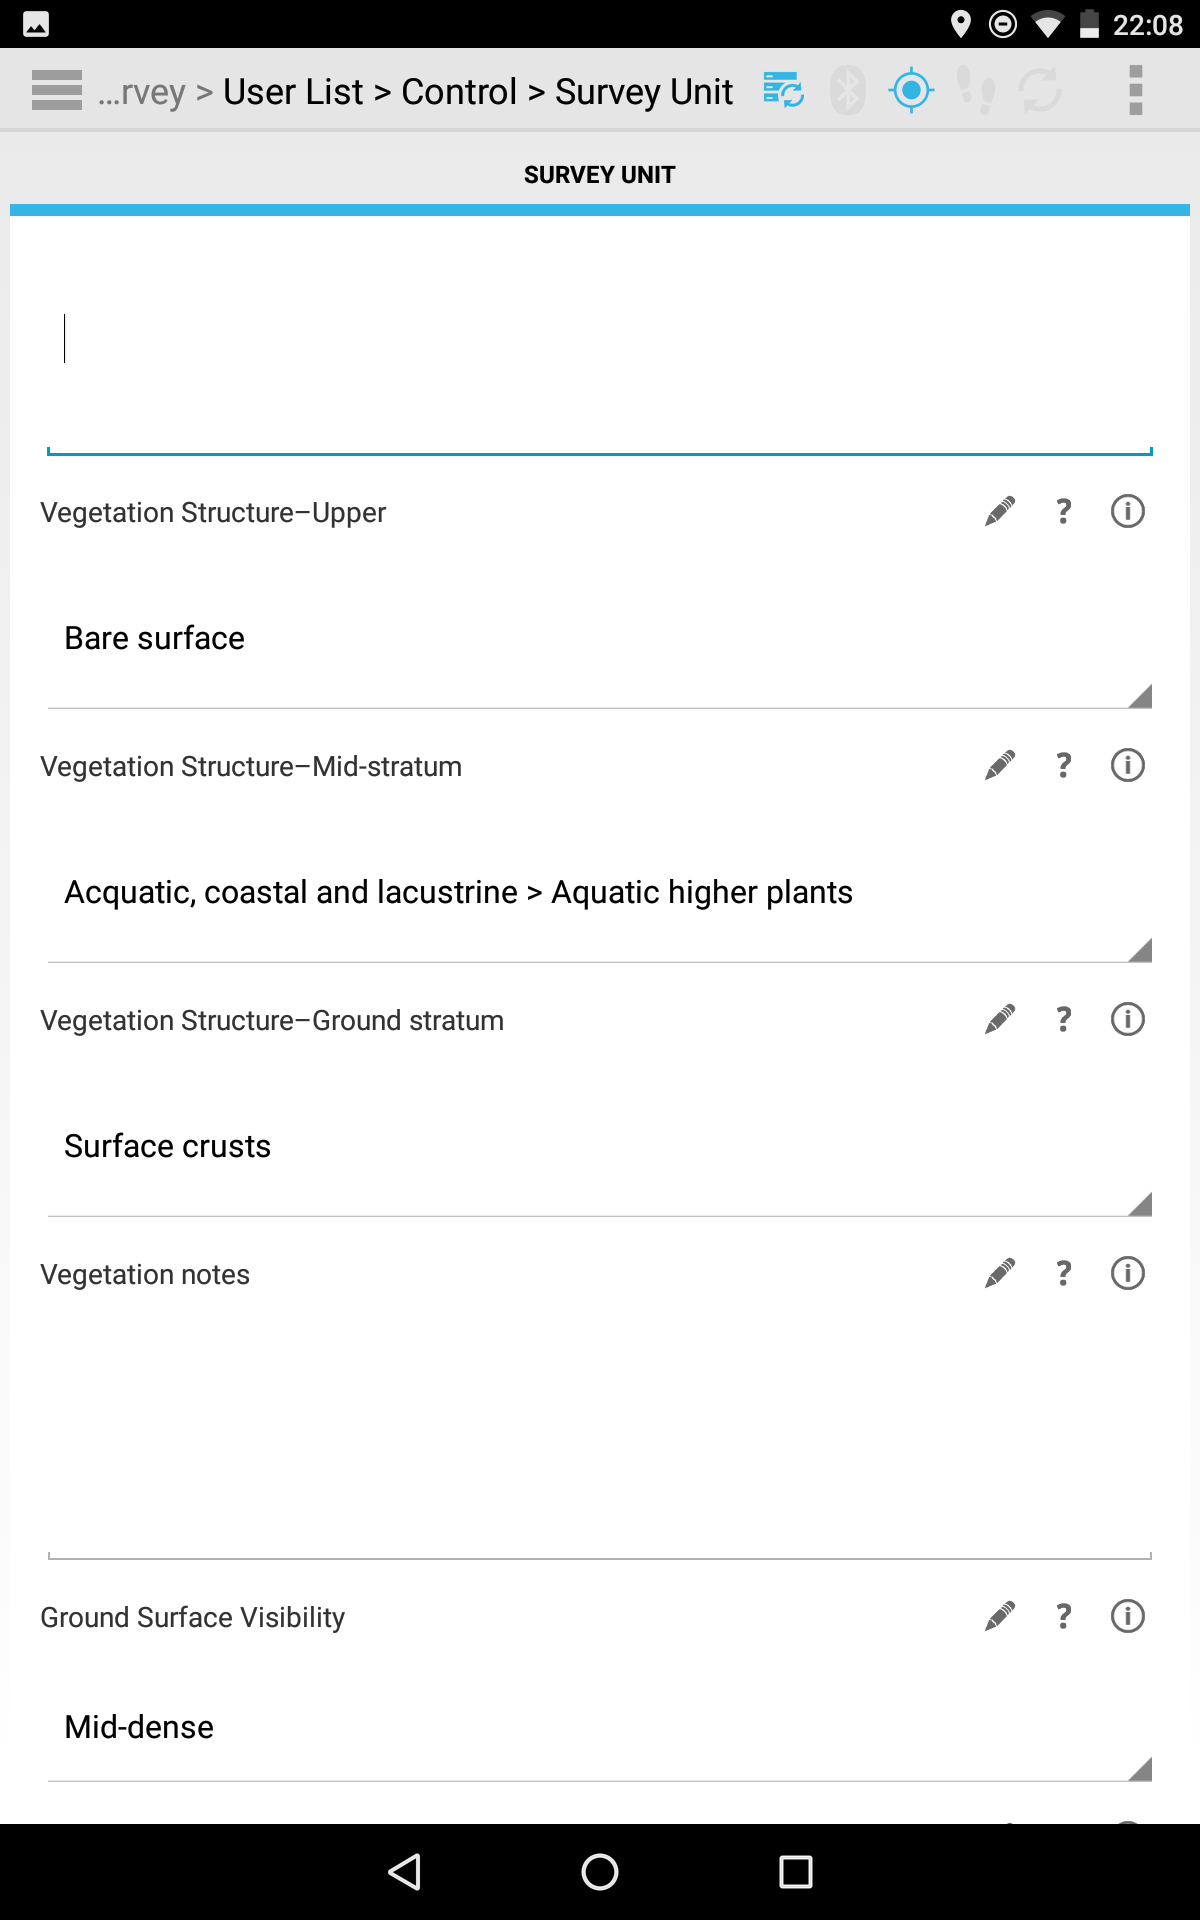 22:08
...rvey > User List > Control > Survey Unit
SURVEY UNIT
Vegetation Structure–Upper ?
Bare surface
Vegetation Structure–Mid-stratum ?
Acquatic, coastal and lacustrine > Aquatic higher plants
Vegetation Structure–Ground stratum ?
Surface crusts
Vegetation notes ?
Ground Surface Visibility ?
Mid-dense